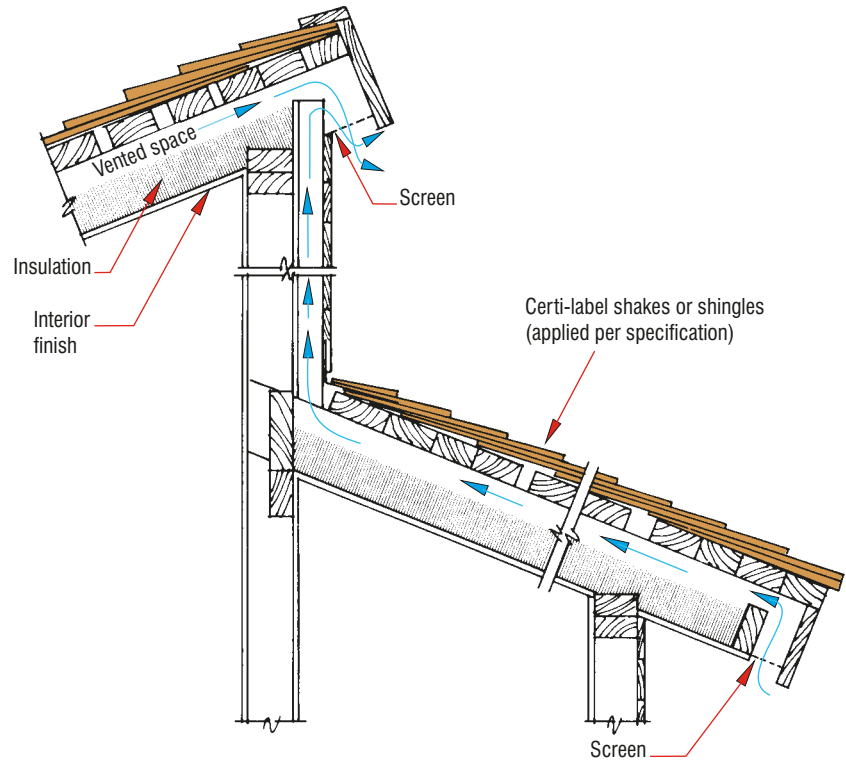 Vented space
Screen
Insulation
Interior
finish
Certi-label shakes or shingles
(applied per specification)
Screen